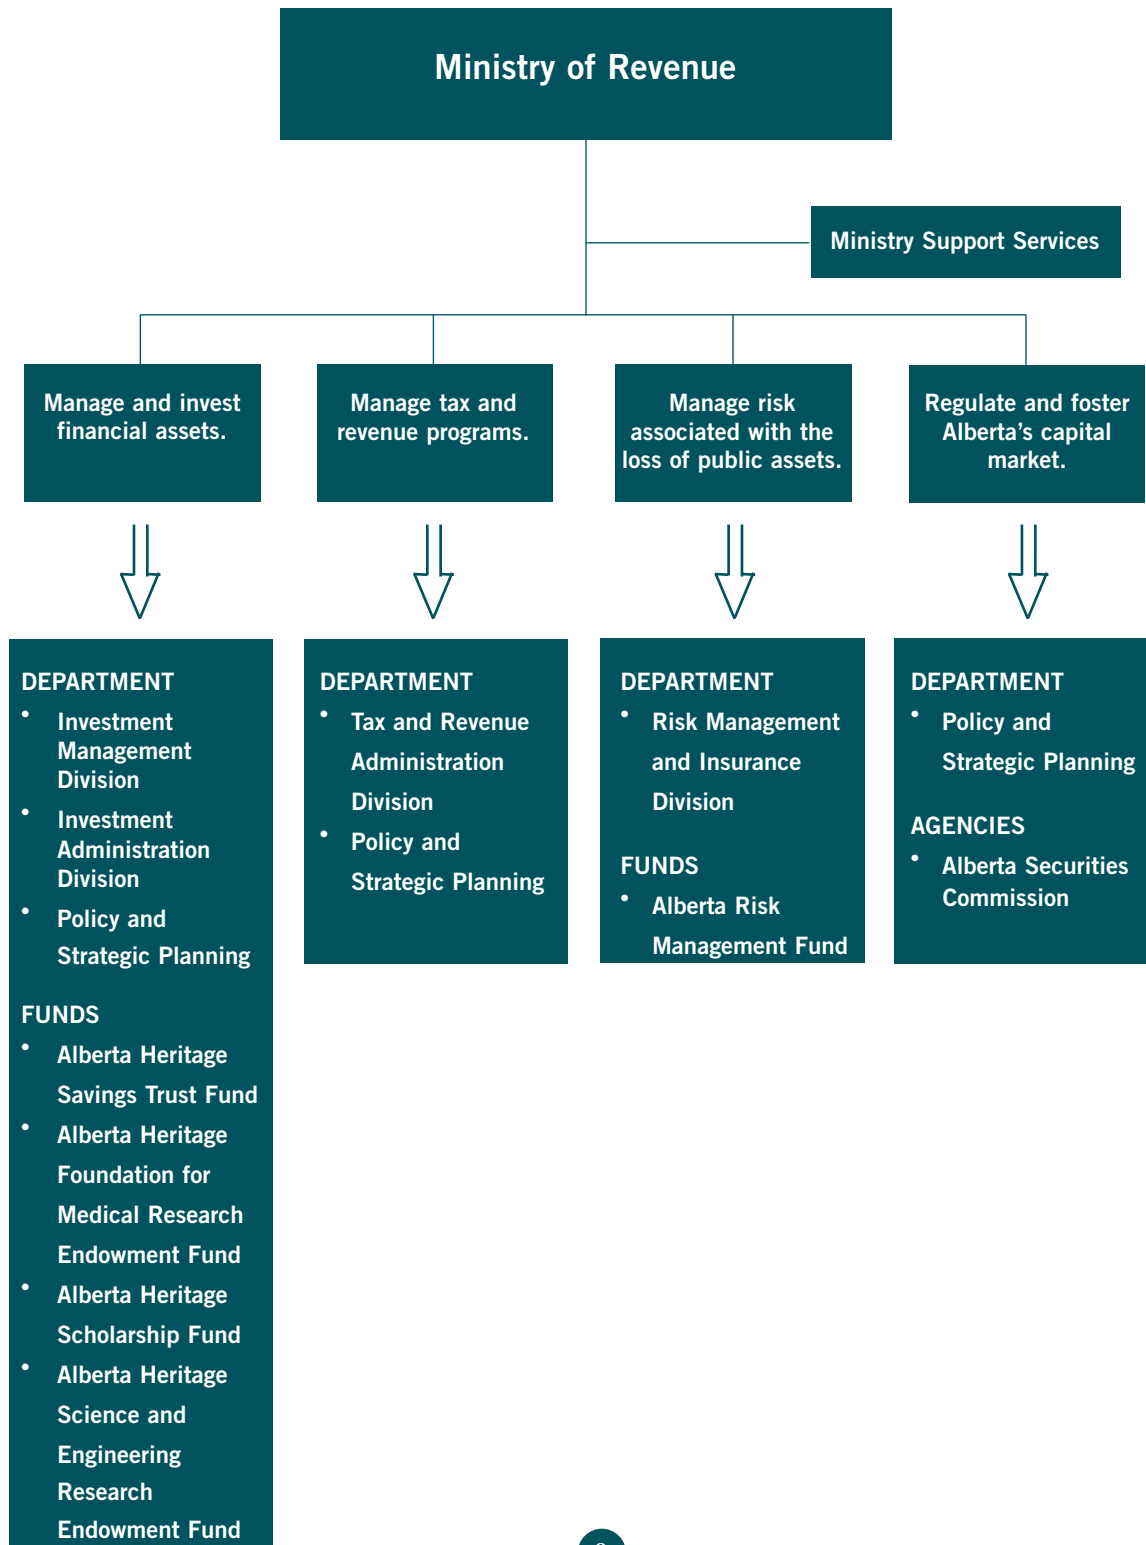 Ministry of Revenue
Ministry Support Services
Manage and invest
financial assets.
Manage tax and
revenue programs.
Manage risk
associated with the
loss of public assets.
Regulate and foster
Alberta's capital
market.
DEPARTMENT
• Investment
Management
Division
• Investment
Administration
Division
• Policy and
Strategic Planning
FUNDS
• Alberta Heritage
Savings Trust Fund
• Alberta Heritage
Foundation for
Medical Research
Endowment Fund
• Alberta Heritage
Scholarship Fund
• Alberta Heritage
Science and
Engineering
Research
Endowment Fund
DEPARTMENT
• Tax and Revenue
Administration
Division
• Policy and
Strategic Planning
DEPARTMENT
• Risk Management
and Insurance
Division
FUNDS
• Alberta Risk
Management Fund
DEPARTMENT
• Policy and
Strategic Planning
AGENCIES
• Alberta Securities
Commission